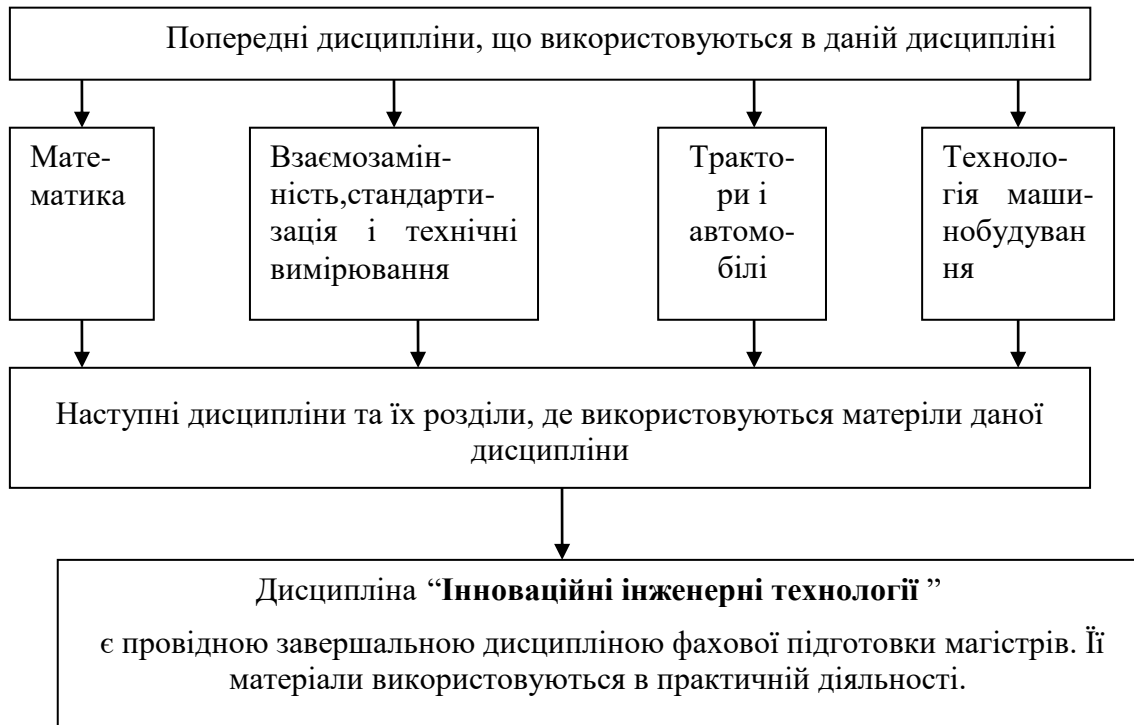 Попередні дисципліни, що використовуються в даній дисципліні
Мате-
матика
Взаємозамін-
ність,стандарти-
зація і технічні
вимірювання
Тракто-
ри і
автомо-
білі
Техноло-
гія маши-
нобудуван
ня
Наступні дисципліни та їх розділи, де використовуються матеріли даної
дисципліни
Дисципліна “Інноваційні інженерні технології ”
є провідною завершальною дисципліною фахової підготовки магістрів. Її
матеріали використовуються в практичній діяльності.